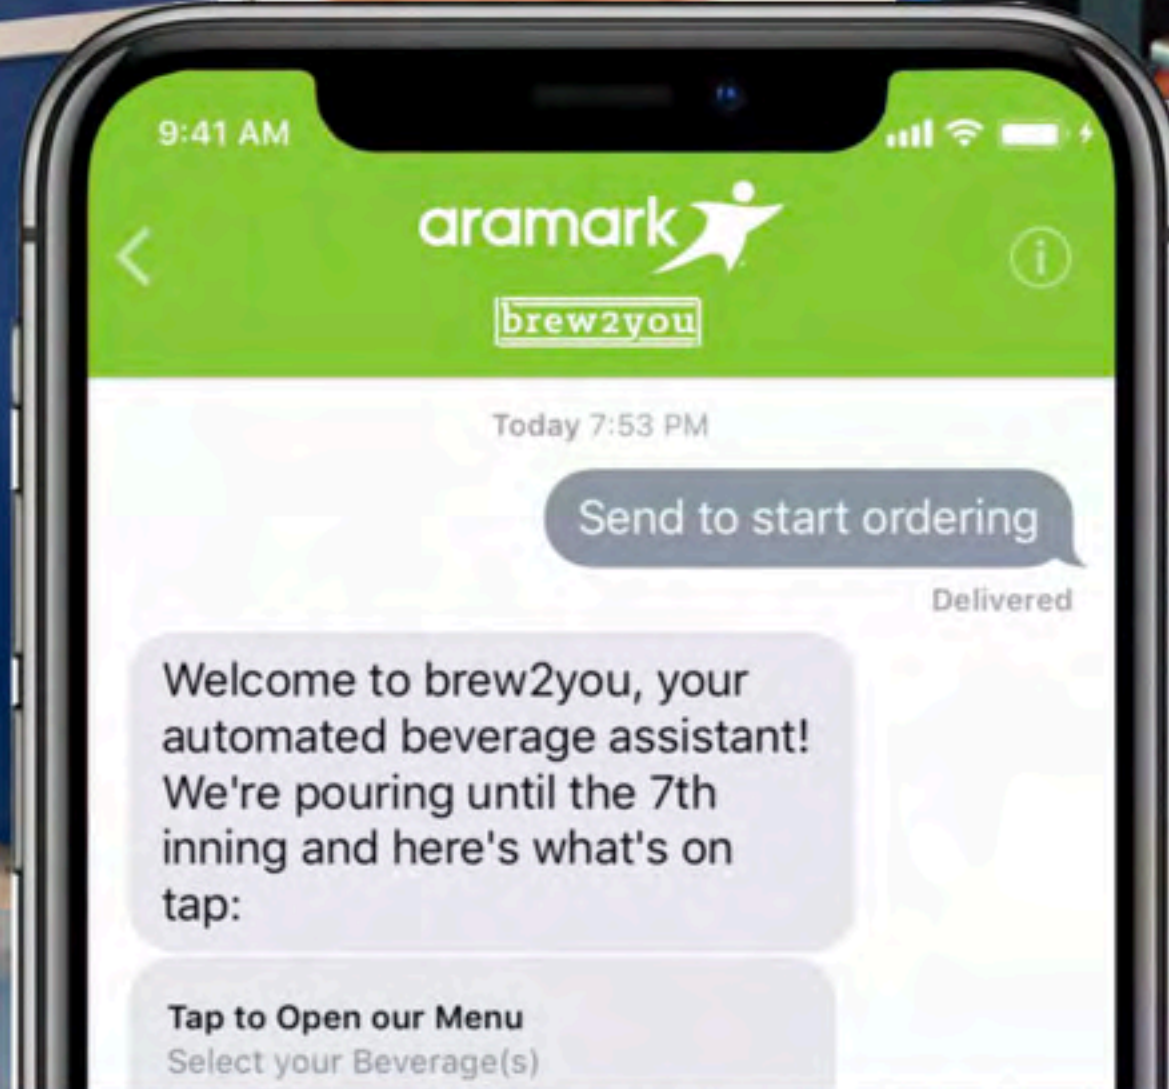 9:41 AM
aramark
brew2you
Today 7:53 PM
Send to start ordering
Delivered
Welcome to brew2you, your
automated beverage assistant!
We're pouring until the 7th
inning and here's what's on
tap:
Tap to Open our Menu
Select your Beverage(s)